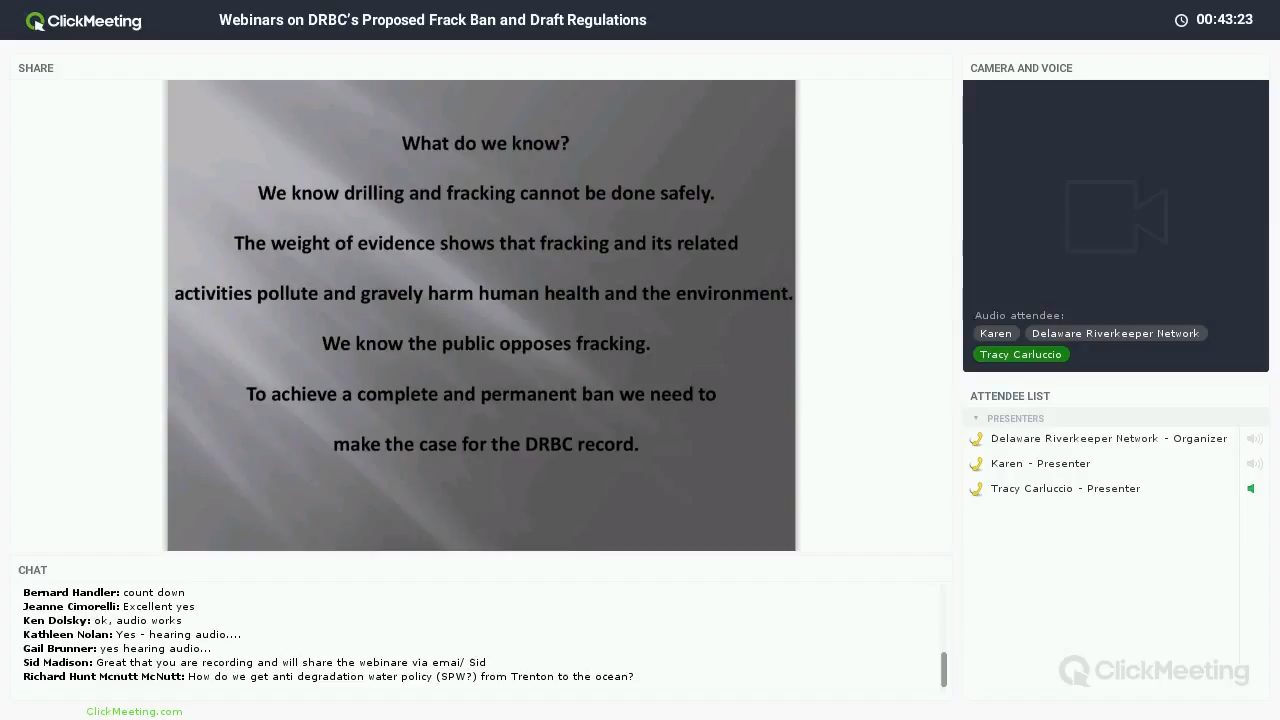 ClickMeeting
Webinars on DRBC's Proposed Frack Ban and Draft Regulations
00:43:23
SHARE
What do we know?
We know drilling and fracking cannot be done safely.
The weight of evidence shows that fracking and its related
activities pollute and gravely harm human health and the environment.
We know the public opposes fracking.
To achieve a complete and permanent ban we need to
make the case for the DRBC record.
CAMERA AND VOICE
Audio attendee:
Karen Delaware Riverkeeper Network
Tracy Carluccio
ATTENDEE LIST
PRESENTERS
Delaware Riverkeeper Network - Organizer
Karen - Presenter
Tracy Carluccio - Presenter
CHAT
Bernard Handler: count down
Jeanne Cimorelli: Excellent yes
Ken Dolsky: ok, audio works
Kathleen Nolan: Yes - hearing audio....
Gail Brunner: yes hearing audio...
Sid Madison: Great that you are recording and will share the webinare via emai/ Sid
Richard Hunt Mcnutt McNutt: How do we get anti degradation water policy (SPW?) from Trenton to the ocean?
ClickMeeting
ClickMeeting.com